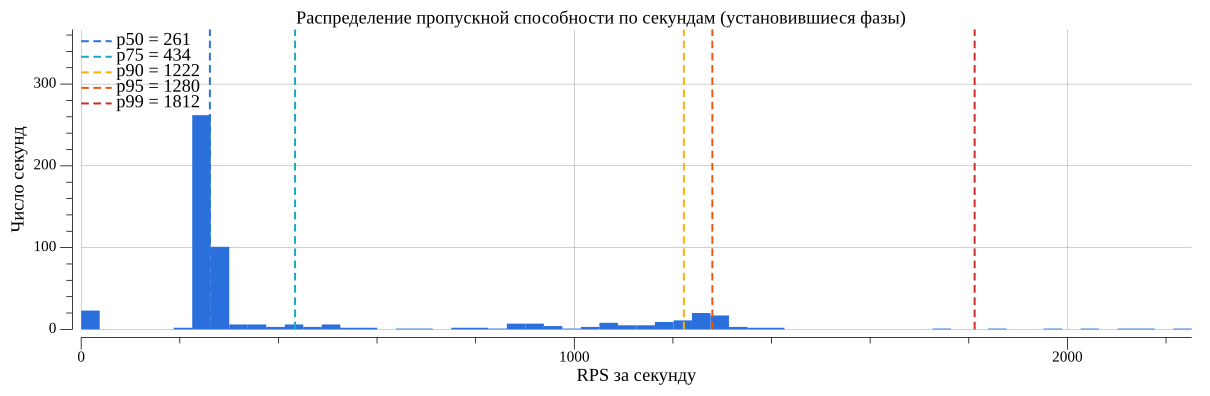 Распределение пропускной способности по секундам (установившиеся фазы)
p50 = 261
p75 = 434
p90 = 1222
p95 = 1280
p99 = 1812
Число секунд
300
200
100
0
0 1000 2000
RPS за секунду